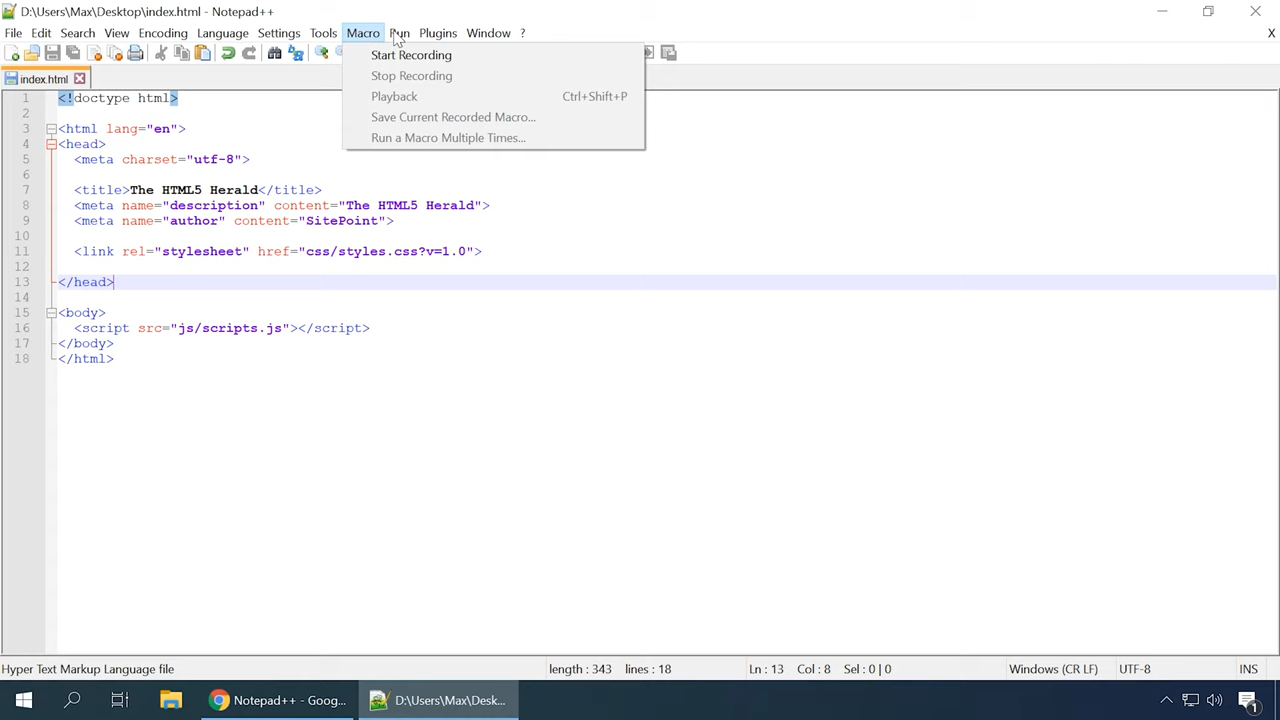 D:\Users\Max\Desktop\index.html - Notepad++
File Edit Search View Encoding Language Settings Tools Macro Run Plugins Window ? X
Start Recording
Stop Recording
Playback Ctrl+Shift+P
Save Current Recorded Macro...
Run a Macro Multiple Times...
index.html
1 <!doctype html>
2
3 <html lang="en">
4 <head>
5 <meta charset="utf-8">
6
7 <title>The HTML5 Herald</title>
8 <meta name="description" content="The HTML5 Herald">
9 <meta name="author" content="SitePoint">
10
11 <link rel="stylesheet" href="css/styles.css?v=1.0">
12
13 </head>
14
15 <body>
16 <script src="js/scripts.js"></script>
17 </body>
18 </html>
Hyper Text Markup Language file length : 343 lines : 18 Ln : 13 Col : 8 Sel : 0 | 0 Windows (CR LF) UTF-8 INS
Notepad++ - Goog... D:\Users\Max\Desk... 1